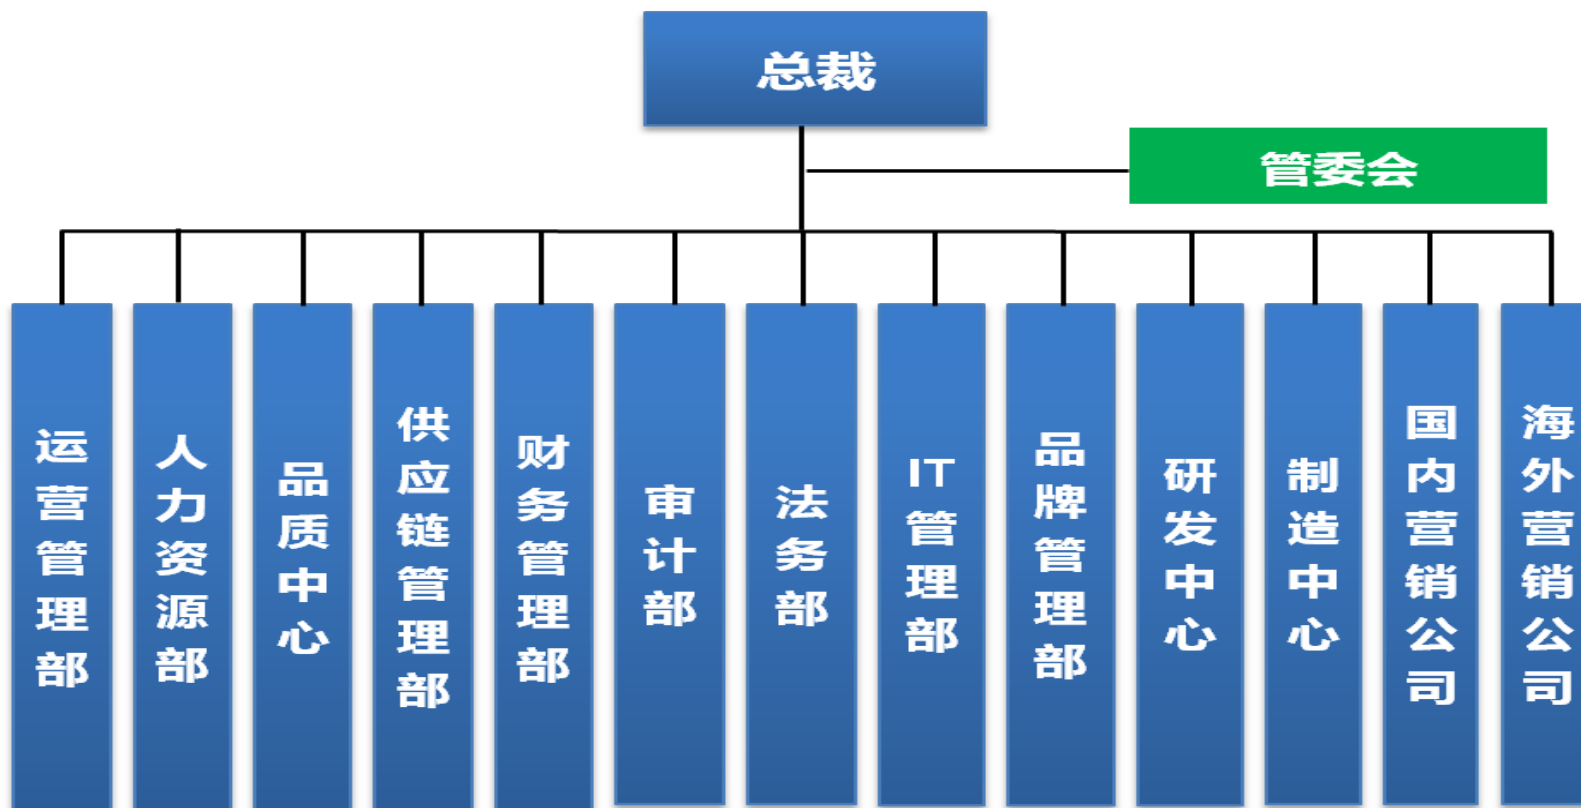 总裁
管委会
运营管理部
人力资源部
品质中心
供应链管理部
财务管理部
审计部
法务部
IT管理部
品牌管理部
研发中心
制造中心
国内营销公司
海外营销公司